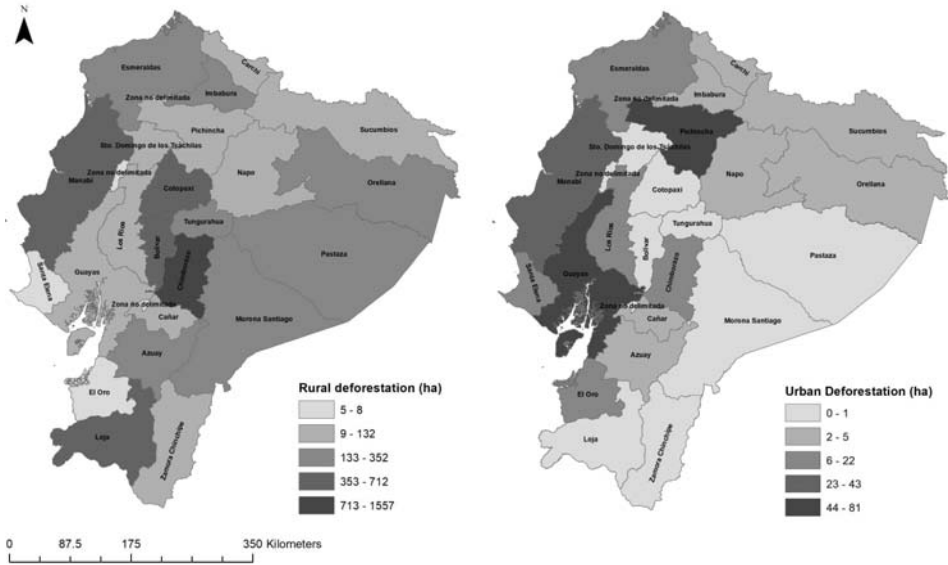 N
Esmeraldas
Carchi
Imbabura
Zona no delimitada
Pichincha
Sucumbios
Sto. Domingo de los Tsáchilas
Zona no delimitada
Manabi
Cotopaxi
Napo
Orellana
Tungurahua
Los Rios
Bolivar
Pastaza
Santa Elena
Guayas
Chimborazo
Zona no delimitada
Cañar
Morona Santiago
Azuay
El Oro
Loja
Zamora Chinchipe
Rural deforestation (ha)
5 - 8
9 - 132
133 - 352
353 - 712
713 - 1557
0 87.5 175 350 Kilometers
Esmeraldas
Carchi
Imbabura
Zona no delimitada
Pichincha
Sucumbios
Sto. Domingo de los Tsáchilas
Zona no delimitada
Manabi
Cotopaxi
Napo
Orellana
Tungurahua
Los Rios
Bolivar
Pastaza
Santa Elena
Guayas
Chimborazo
Zona no delimitada
Cañar
Morona Santiago
Azuay
El Oro
Loja
Zamora Chinchipe
Urban Deforestation (ha)
0 - 1
2 - 5
6 - 22
23 - 43
44 - 81